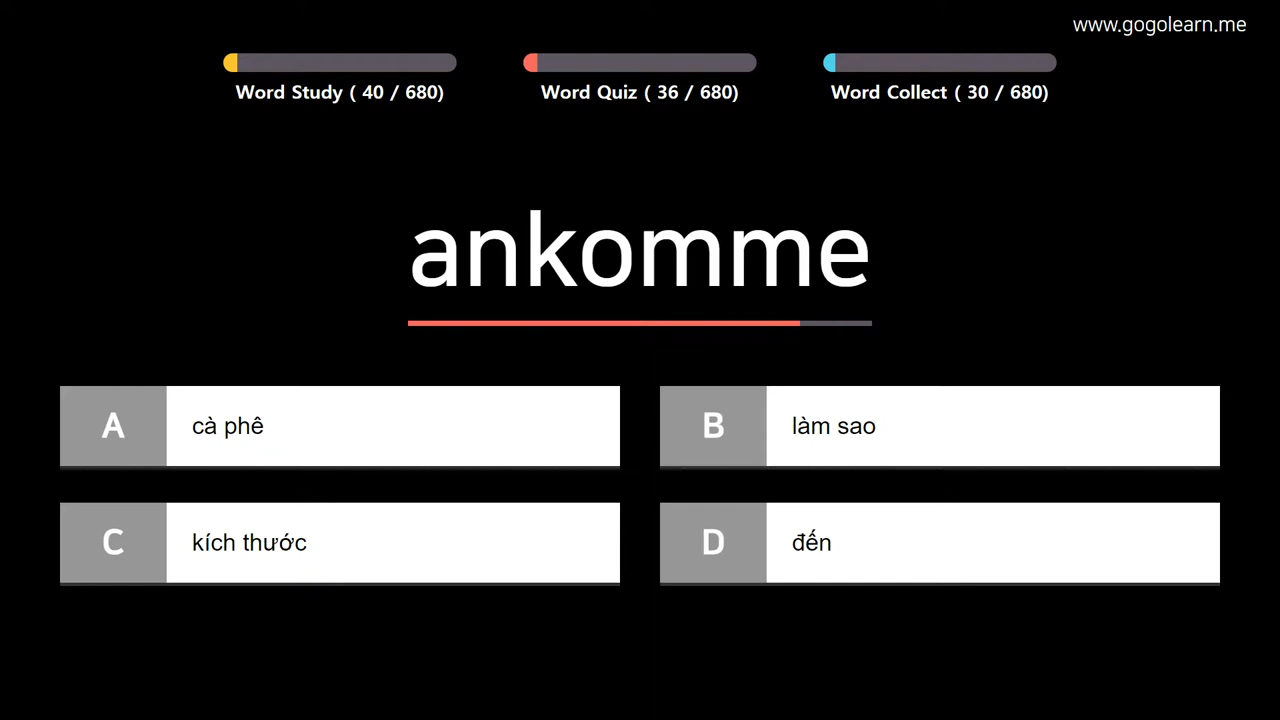 www.gogolearn.me
Word Study ( 40 / 680)
Word Quiz ( 36 / 680)
Word Collect ( 30 / 680)
ankomme
A cà phê
B làm sao
C kích thước
D đến